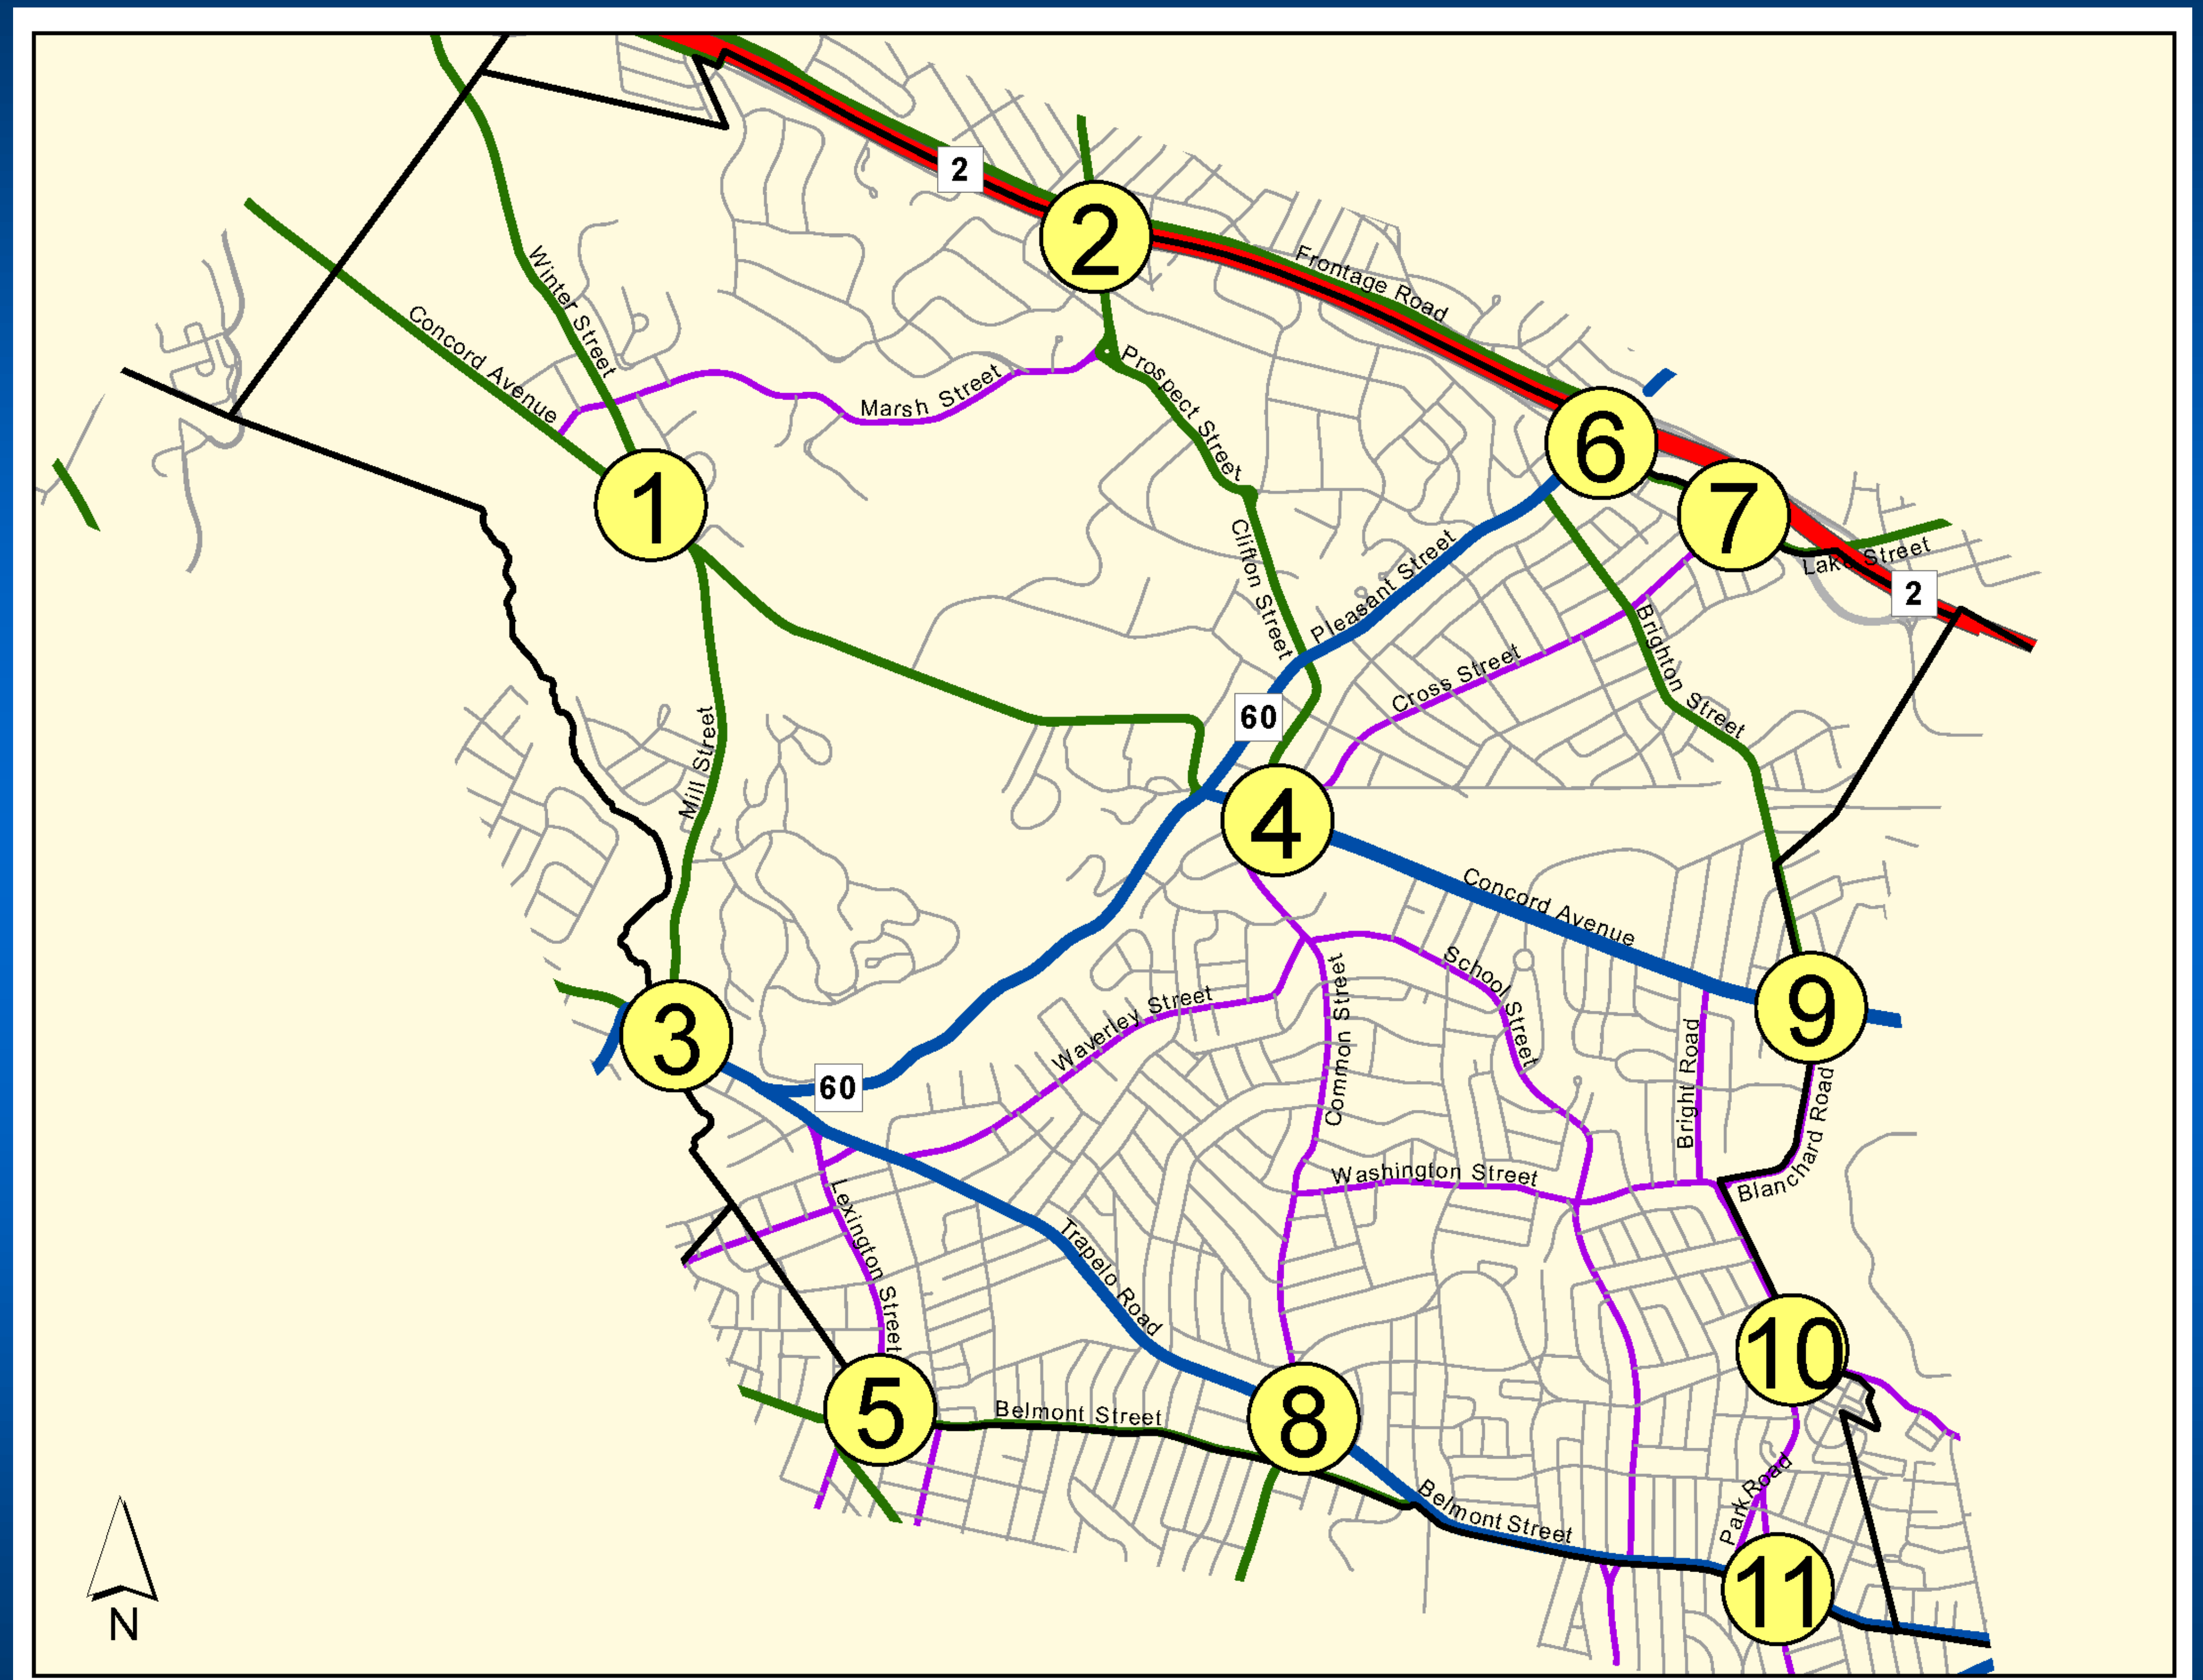 2
2
Frontage Road
Winter Street
Concord Avenue
Prospect Street
Marsh Street
6
1
7
Clifton Street
Pleasant Street
Lake Street
2
Brighton Street
Cross Street
60
Mill Street
4
Concord Avenue
School Street
Common Street
Waverley Street
9
3
Bright Road
60
Blanchard Road
Washington Street
Lexington Street
Trapelo Road
10
5
Belmont Street
8
Park Road
Belmont Street
11
N